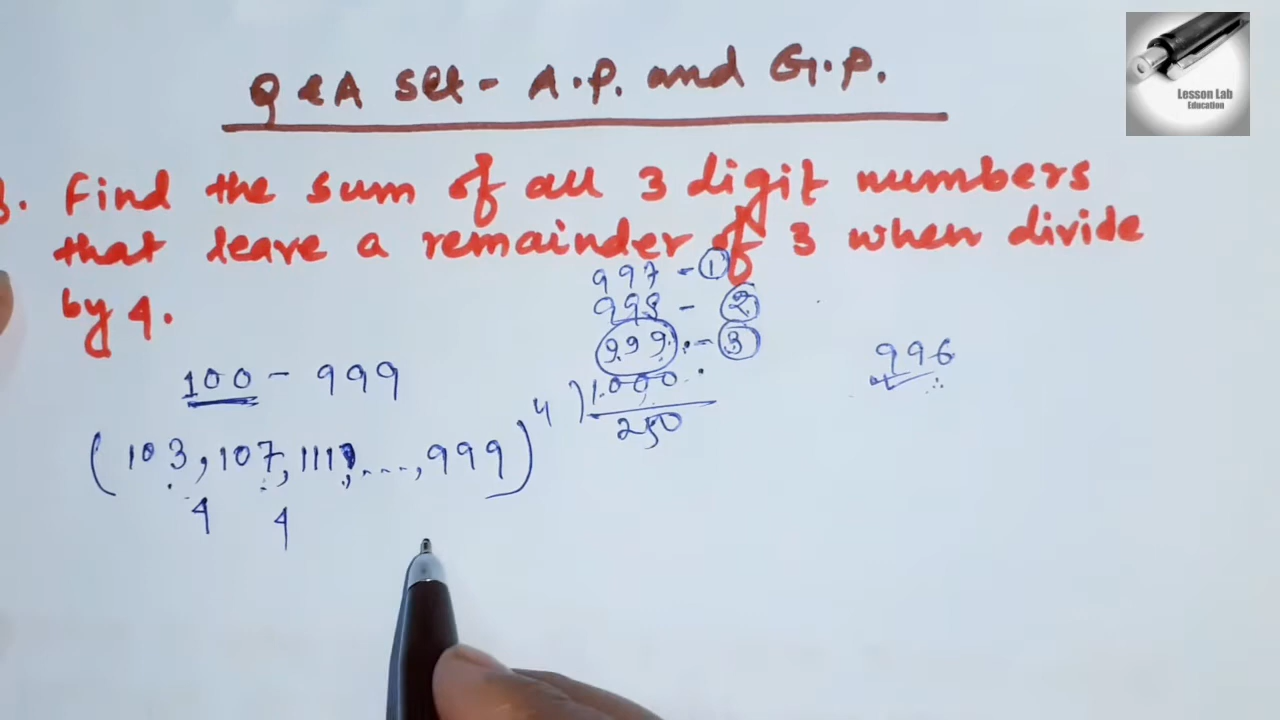 Q & A Set - A.P. and G.P.
Lesson Lab
Education
Find the sum of all 3 digit numbers
that leave a remainder of 3 when divide
by 4.
997 - 1
998 - 2
999 - 3
996
100 - 999
4 ) 1000
250
(103, 107, 111, ..., 999)
4 4